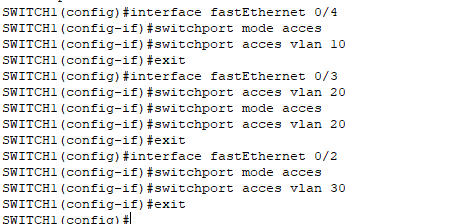 SWITCH1(config)#interface fastEthernet 0/4
SWITCH1(config-if)#switchport mode acces
SWITCH1(config-if)#switchport acces vlan 10
SWITCH1(config-if)#exit
SWITCH1(config)#interface fastEthernet 0/3
SWITCH1(config-if)#switchport acces vlan 20
SWITCH1(config-if)#switchport mode acces
SWITCH1(config-if)#switchport acces vlan 20
SWITCH1(config-if)#exit
SWITCH1(config)#interface fastEthernet 0/2
SWITCH1(config-if)#switchport mode acces
SWITCH1(config-if)#switchport acces vlan 30
SWITCH1(config-if)#exit
SWITCH1(config)#